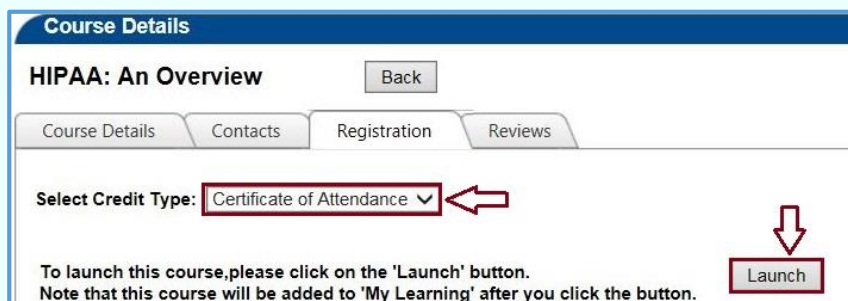 Course Details
HIPAA: An Overview Back
Course Details Contacts Registration Reviews
Select Credit Type: Certificate of Attendance
To launch this course,please click on the 'Launch' button. Launch
Note that this course will be added to 'My Learning' after you click the button.